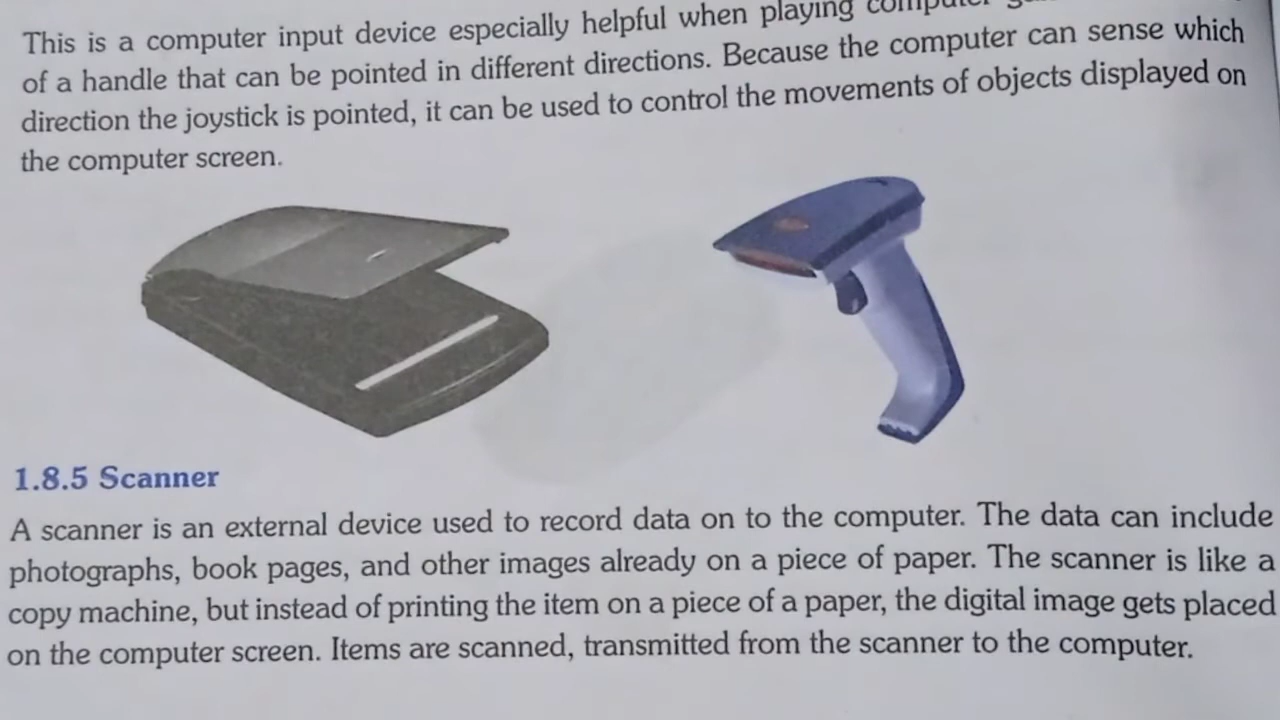 This is a computer input device especially helpful when playing computer
of a handle that can be pointed in different directions. Because the computer can sense which
direction the joystick is pointed, it can be used to control the movements of objects displayed on
the computer screen.
1.8.5 Scanner
A scanner is an external device used to record data on to the computer. The data can include
photographs, book pages, and other images already on a piece of paper. The scanner is like a
copy machine, but instead of printing the item on a piece of a paper, the digital image gets placed
on the computer screen. Items are scanned, transmitted from the scanner to the computer.